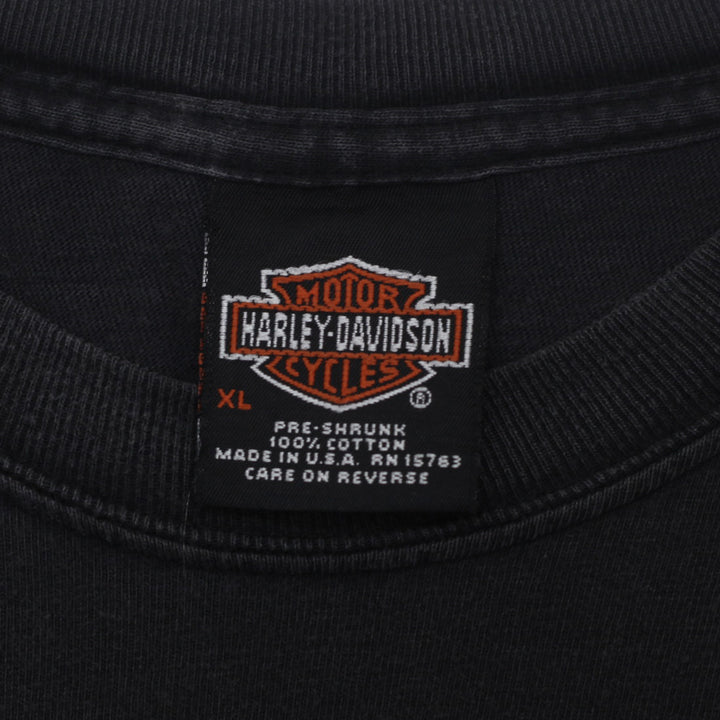 MOTOR
HARLEY-DAVIDSON
CYCLES
XL ®
PRE-SHRUNK
100% COTTON
MADE IN U.S.A. RN 15763
CARE ON REVERSE